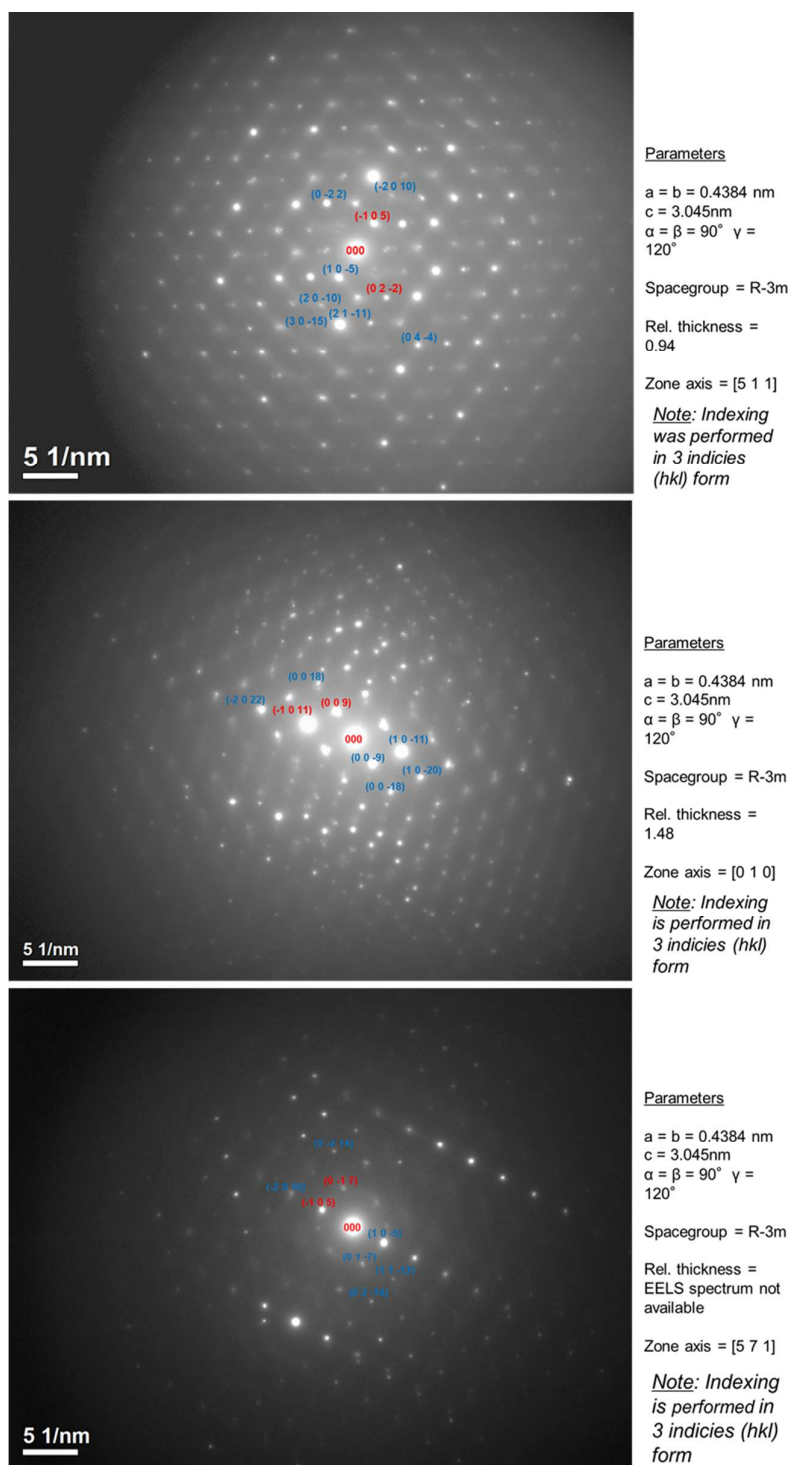 (0 -2 2)
(-2 0 10)
(-1 0 5)
000
(1 0 -5)
(0 2 -2)
(2 0 -10)
(2 1 -11)
(3 0 -15)
(0 4 -4)
5 1/nm
Parameters
a = b = 0.4384 nm
c = 3.045nm
α = β = 90° γ =
120°
Spacegroup = R-3m
Rel. thickness =
0.94
Zone axis = [5 1 1]
Note: Indexing
was performed
in 3 indicies
(hkl) form
(0 0 18)
(-2 0 22)
(-1 0 11)
(0 0 9)
000
(1 0 -11)
(0 0 -9)
(1 0 -20)
(0 0 -18)
5 1/nm
Parameters
a = b = 0.4384 nm
c = 3.045nm
α = β = 90° γ =
120°
Spacegroup = R-3m
Rel. thickness =
1.48
Zone axis = [0 1 0]
Note: Indexing
is performed in
3 indicies (hkl)
form
(0 -1 7)
(-1 0 5)
000
(1 0 -5)
(0 1 -7)
5 1/nm
Parameters
a = b = 0.4384 nm
c = 3.045nm
α = β = 90° γ =
120°
Spacegroup = R-3m
Rel. thickness =
EELS spectrum not
available
Zone axis = [5 7 1]
Note: Indexing
is performed in
3 indicies (hkl)
form